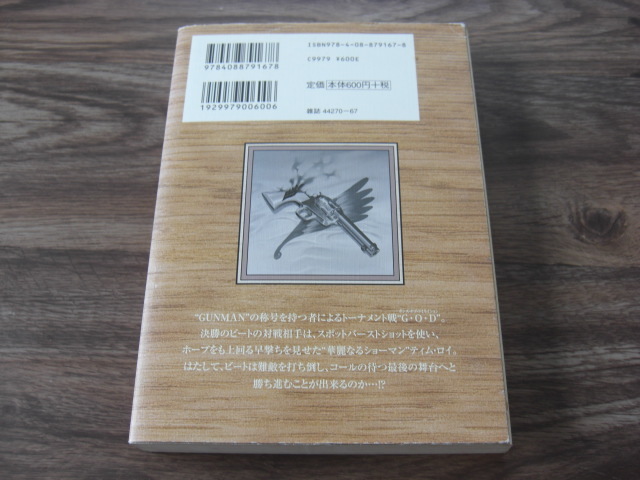 ISBN978-4-08-879167-8
C9979 ¥600E
9784088791678
定価 本体600円+税
1929979006006
雑誌 44270-67
“GUNMAN”の称号を持つ者によるトーナメント戦“G・O・D”。
決勝のビートの対戦相手は、スポットバーストショットを使い、
ホープをも上回る早撃ちを見せた“華麗なるショーマン”ティム・ロイ。
はたして、ビートは難敵を打ち倒し、コールの待つ最後の舞台へと
勝ち進むことが出来るのか…!?